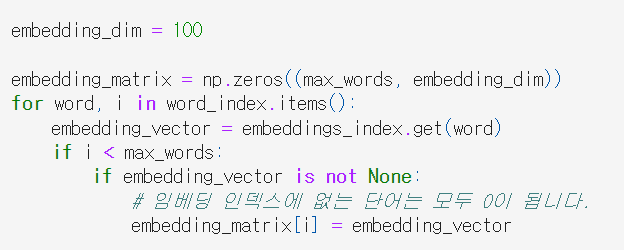 embedding_dim = 100

embedding_matrix = np.zeros((max_words, embedding_dim))
for word, i in word_index.items():
    embedding_vector = embeddings_index.get(word)
    if i < max_words:
        if embedding_vector is not None:
            # 임베딩 인덱스에 없는 단어는 모두 0이 됩니다.
            embedding_matrix[i] = embedding_vector